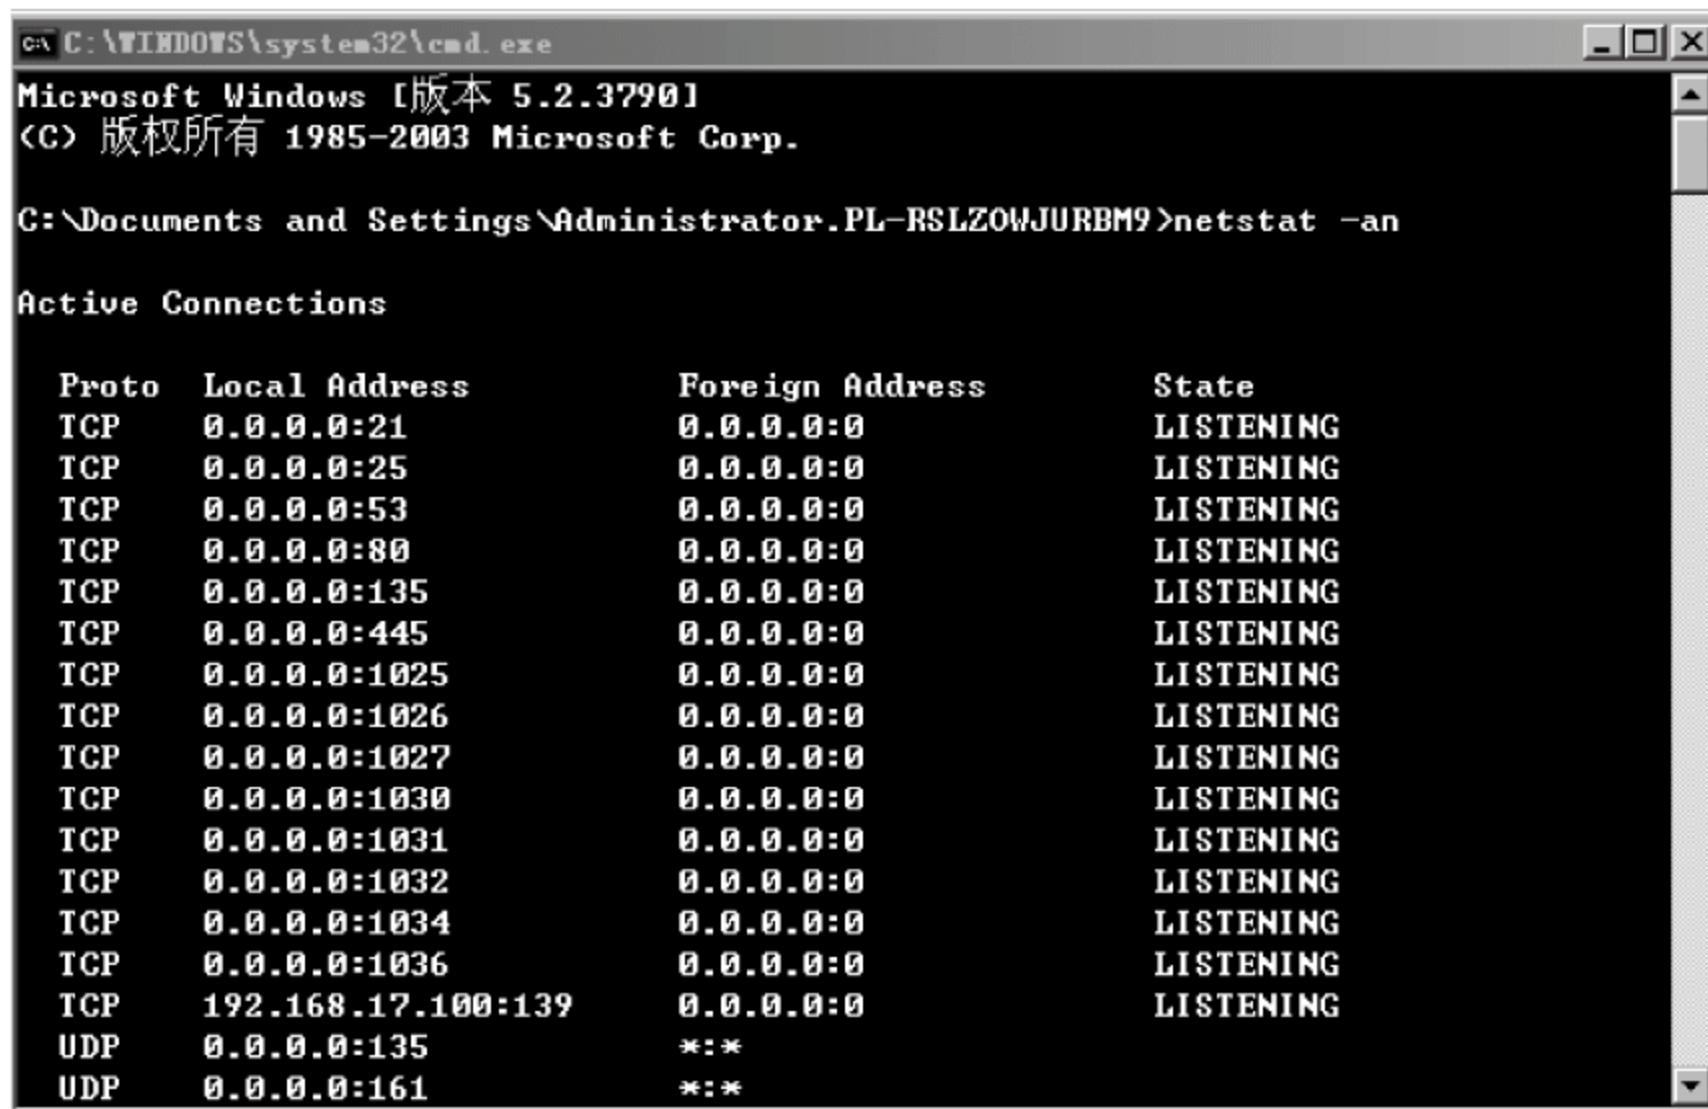 C:\WINDOWS\system32\cmd.exe
Microsoft Windows [版本 5.2.3790]
(C) 版权所有 1985-2003 Microsoft Corp.
C:\Documents and Settings\Administrator.PL-RSLZOWJURBM9>netstat -an
Active Connections
Proto  Local Address  Foreign Address  State
TCP  0.0.0.0:21  0.0.0.0:0  LISTENING
TCP  0.0.0.0:25  0.0.0.0:0  LISTENING
TCP  0.0.0.0:53  0.0.0.0:0  LISTENING
TCP  0.0.0.0:80  0.0.0.0:0  LISTENING
TCP  0.0.0.0:135  0.0.0.0:0  LISTENING
TCP  0.0.0.0:445  0.0.0.0:0  LISTENING
TCP  0.0.0.0:1025  0.0.0.0:0  LISTENING
TCP  0.0.0.0:1026  0.0.0.0:0  LISTENING
TCP  0.0.0.0:1027  0.0.0.0:0  LISTENING
TCP  0.0.0.0:1030  0.0.0.0:0  LISTENING
TCP  0.0.0.0:1031  0.0.0.0:0  LISTENING
TCP  0.0.0.0:1032  0.0.0.0:0  LISTENING
TCP  0.0.0.0:1034  0.0.0.0:0  LISTENING
TCP  0.0.0.0:1036  0.0.0.0:0  LISTENING
TCP  192.168.17.100:139  0.0.0.0:0  LISTENING
UDP  0.0.0.0:135  *:*
UDP  0.0.0.0:161  *:*